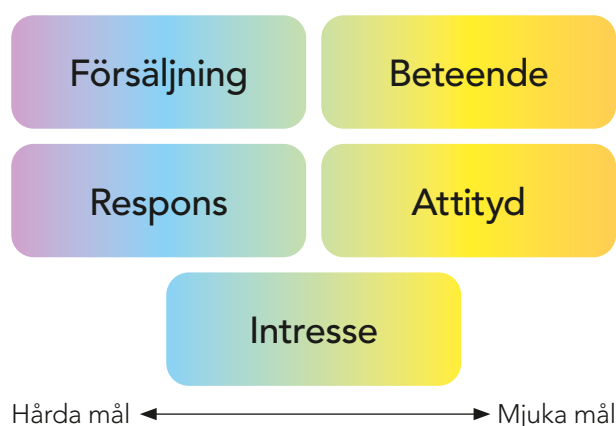 Försäljning
Beteende
Respons
Attityd
Intresse
Hårda mål
Mjuka mål